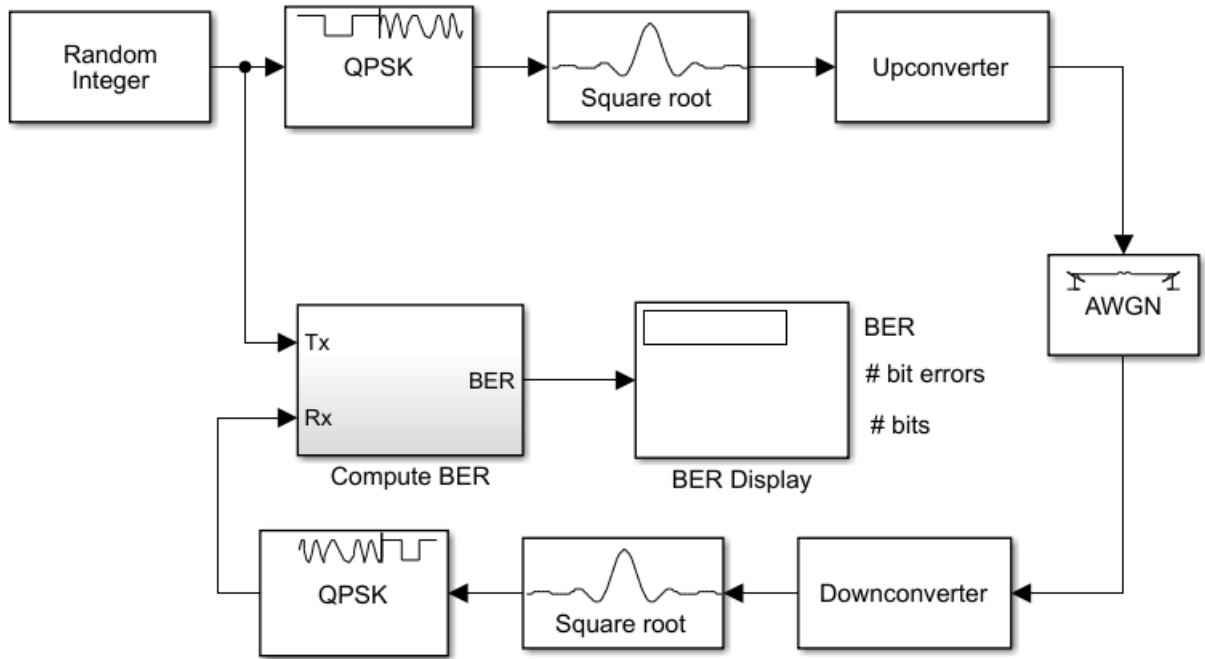 Random
Integer
QPSK
Square root
Upconverter
AWGN
Tx
Rx
BER
Compute BER
BER Display
BER
# bit errors
# bits
QPSK
Square root
Downconverter